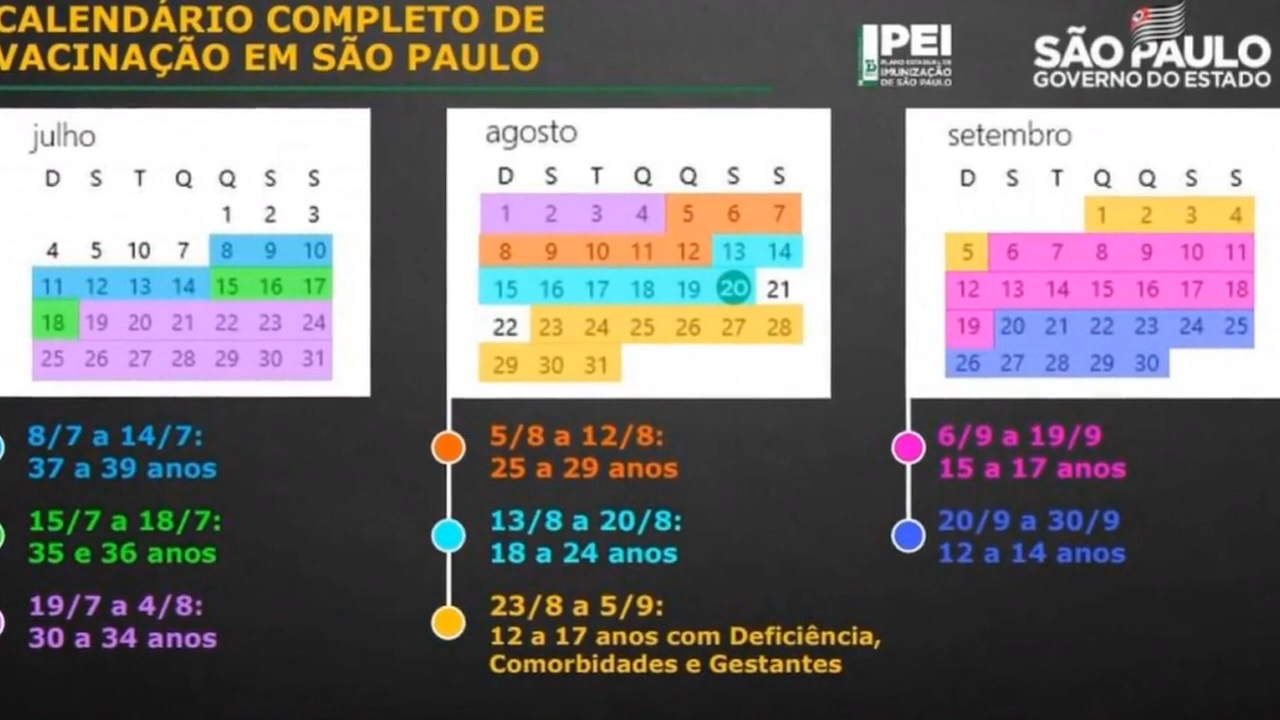 CALENDÁRIO COMPLETO DE
VACINAÇÃO EM SÃO PAULO
IPEI
PLANO ESTADUAL DE
IMUNIZAÇÃO
DE SÃO PAULO
SÃO PAULO
GOVERNO DO ESTADO
julho
D S T Q Q S S
1 2 3
4 5 10 7 8 9 10
11 12 13 14 15 16 17
18 19 20 21 22 23 24
25 26 27 28 29 30 31
8/7 a 14/7:
37 a 39 anos
15/7 a 18/7:
35 e 36 anos
19/7 a 4/8:
30 a 34 anos
agosto
D S T Q Q S S
1 2 3 4 5 6 7
8 9 10 11 12 13 14
15 16 17 18 19 20 21
22 23 24 25 26 27 28
29 30 31
5/8 a 12/8:
25 a 29 anos
13/8 a 20/8:
18 a 24 anos
23/8 a 5/9:
12 a 17 anos com Deficiência,
Comorbidades e Gestantes
setembro
D S T Q Q S S
1 2 3 4
5 6 7 8 9 10 11
12 13 14 15 16 17 18
19 20 21 22 23 24 25
26 27 28 29 30
6/9 a 19/9
15 a 17 anos
20/9 a 30/9
12 a 14 anos